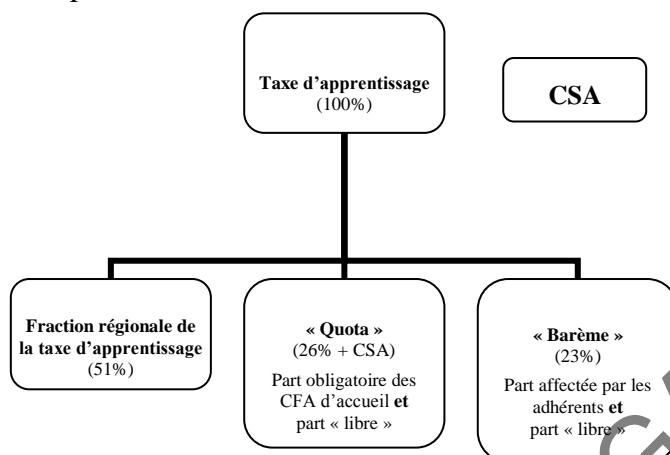 Taxe d'apprentissage
(100%)
CSA
Fraction régionale de
la taxe d'apprentissage
(51%)
« Quota »
(26% + CSA)
Part obligatoire des
CFA d'accueil et
part « libre »
« Barème »
(23%)
Part affectée par les
adhérents et
part « libre »